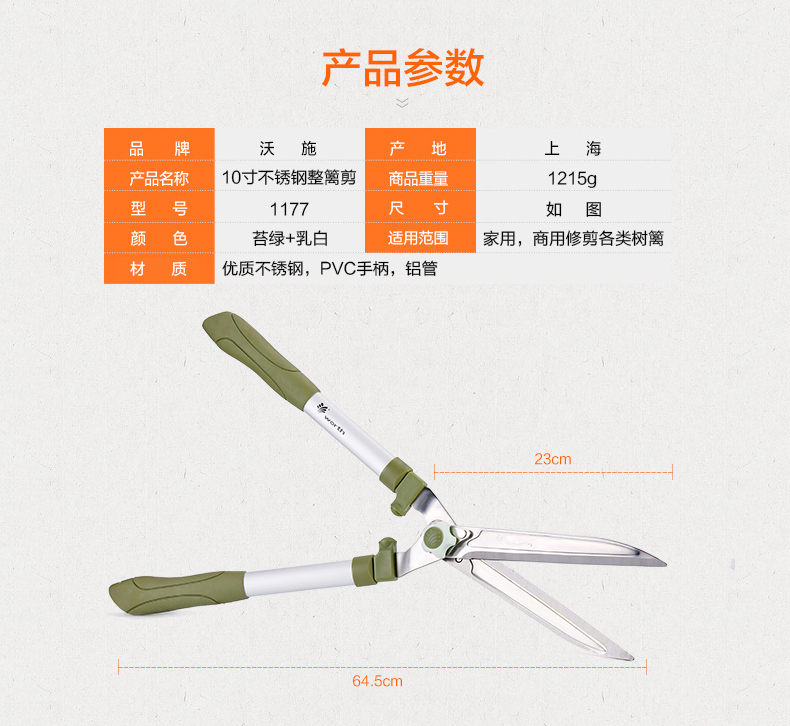 产品参数
品 牌 沃 施 产 地 上 海
产品名称 10寸不锈钢整篱剪 商品重量 1215g
型 号 1177 尺 寸 如 图
颜 色 苔绿+乳白 适用范围 家用，商用修剪各类树篱
材 质 优质不锈钢，PVC手柄，铝管
worth
23cm
64.5cm